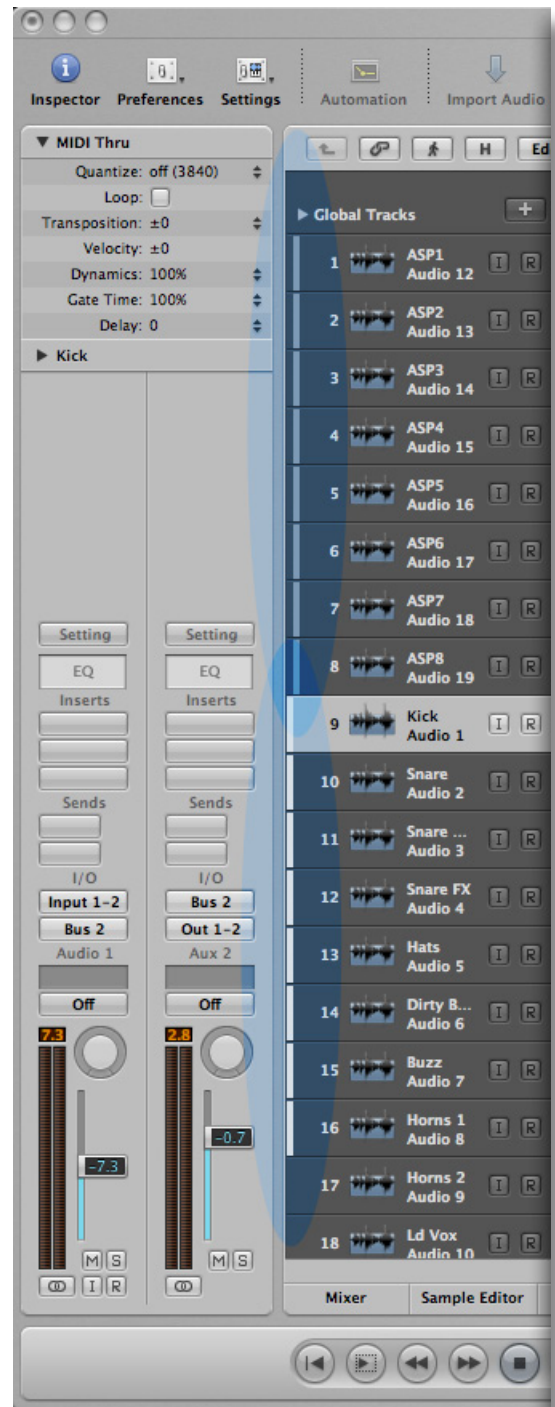 Inspector Preferences Settings Automation Import Audio
MIDI Thru
Quantize: off (3840)
Loop:
Transposition: ±0
Velocity: ±0
Dynamics: 100%
Gate Time: 100%
Delay: 0
Kick
Setting Setting
EQ EQ
Inserts Inserts
Sends Sends
I/O I/O
Input 1-2 Bus 2
Bus 2 Out 1-2
Audio 1 Aux 2
Off Off
7.3 2.8
-0.7
-7.3
M S M S
I R
H Ed
Global Tracks +
1 ASP1 I R
Audio 12
2 ASP2 I R
Audio 13
3 ASP3 I R
Audio 14
4 ASP4 I R
Audio 15
5 ASP5 I R
Audio 16
6 ASP6 I R
Audio 17
7 ASP7 I R
Audio 18
8 ASP8 I R
Audio 19
9 Kick I R
Audio 1
10 Snare I R
Audio 2
11 Snare ... I R
Audio 3
12 Snare FX I R
Audio 4
13 Hats I R
Audio 5
14 Dirty B... I R
Audio 6
15 Buzz I R
Audio 7
16 Horns 1 I R
Audio 8
17 Horns 2 I R
Audio 9
18 Ld Vox I R
Audio 10
Mixer Sample Editor